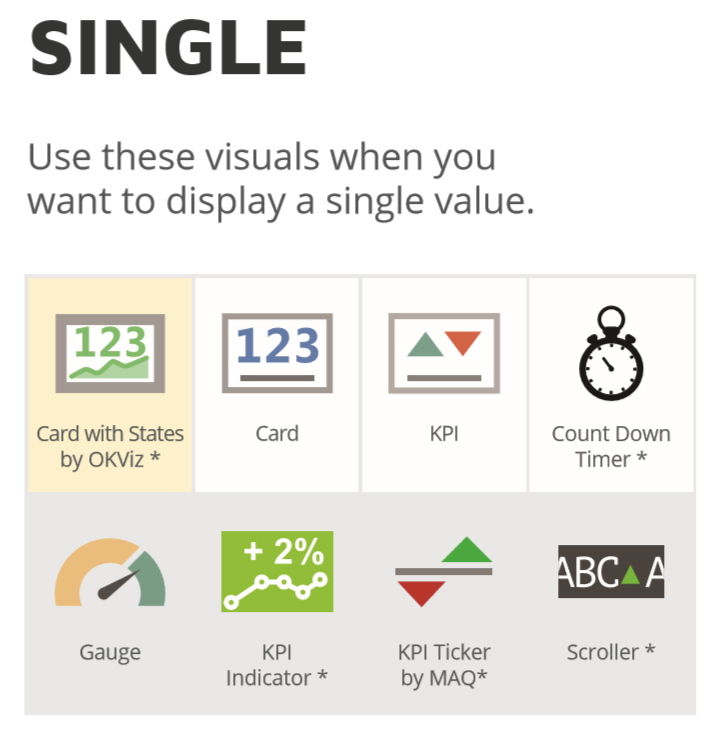 SINGLE
Use these visuals when you
want to display a single value.
123
123
Card with States
by OKViz *
Card
KPI
Count Down
Timer *
+ 2%
ABC A
Gauge
KPI
Indicator *
KPI Ticker
by MAQ*
Scroller *